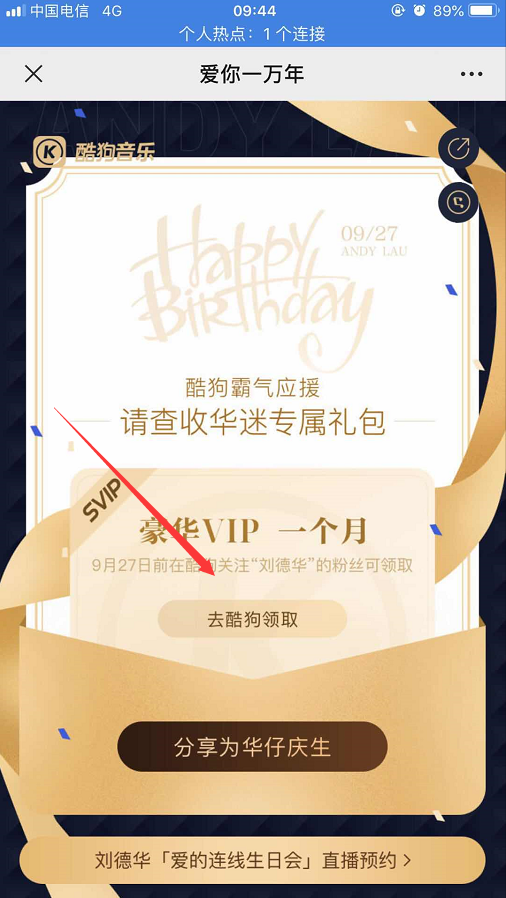 中国电信 4G 09:44 89%
个人热点：1 个连接
爱你一万年
ANDY LAU
酷狗音乐
Happy
Birthday
09/27
ANDY LAU
酷狗霸气应援
请查收华迷专属礼包
SVIP
豪华VIP 一个月
9月27日前在酷狗关注“刘德华”的粉丝可领取
去酷狗领取
分享为华仔庆生
刘德华「爱的连线生日会」直播预约 >